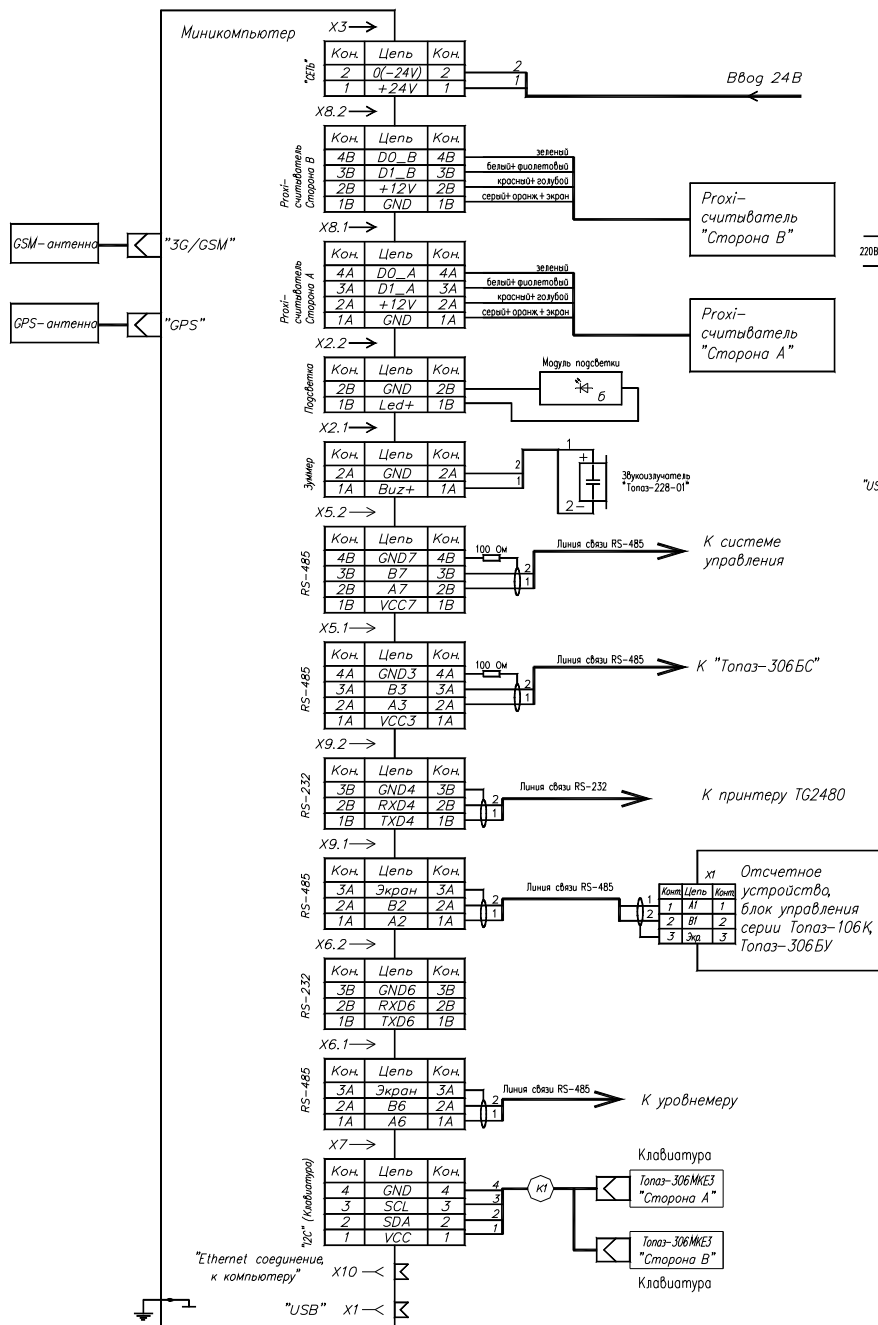 Миникомпьютер
X3
"СЕТЬ"
Кон. Цепь Кон.
2 0(-24V) 2
1 +24V 1
2
1
Ввод 24В
X8.2
Proxi-
считыватель
Сторона B
Кон. Цепь Кон.
4B D0_B 4B
3B D1_B 3B
2B +12V 2B
1B GND 1B
зеленый
белый+ фиолетовый
красный+ голубой
серый+ оранж + экран
Proxi-
считыватель
"Сторона B"
X8.1
GSM-антенна
"3G/GSM"
220В
Proxi-
считыватель
Сторона A
Кон. Цепь Кон.
4A D0_A 4A
3A D1_A 3A
2A +12V 2A
1A GND 1A
зеленый
белый+ фиолетовый
красный+ голубой
серый+ оранж + экран
Proxi-
считыватель
"Сторона A"
GPS-антенна
"GPS"
X2.2
Подсветка
Кон. Цепь Кон.
2B GND 2B
1B Led+ 1B
Модуль подсветки
б
X2.1
Зуммер
Кон. Цепь Кон.
2A GND 2A
1A Buz+ 1A
2
1
1
+
2 -
Звукоизлучатель
"Топаз-228-01"
"US
X5.2
RS-485
Кон. Цепь Кон.
4B GND7 4B
3B B7 3B
2B A7 2B
1B VCC7 1B
100 Ом
2
1
Линия связи RS-485
К системе
управления
X5.1
RS-485
Кон. Цепь Кон.
4A GND3 4A
3A B3 3A
2A A3 2A
1A VCC3 1A
100 Ом
2
1
Линия связи RS-485
К "Топаз-306БС"
X9.2
RS-232
Кон. Цепь Кон.
3B GND4 3B
2B RXD4 2B
1B TXD4 1B
2
1
Линия связи RS-232
К принтеру TG2480
X9.1
RS-485
Кон. Цепь Кон.
3A Экран 3A
2A B2 2A
1A A2 1A
2
1
Линия связи RS-485
1
2
X1
Конт. Цепь Конт.
1 A1 1
2 B1 2
3 Экр. 3
Отсчетное
устройство,
блок управления
серии Топаз-106К,
Топаз-306БУ
X6.2
RS-232
Кон. Цепь Кон.
3B GND6 3B
2B RXD6 2B
1B TXD6 1B
X6.1
RS-485
Кон. Цепь Кон.
3A Экран 3A
2A B6 2A
1A A6 1A
2
1
Линия связи RS-485
К уровнемеру
X7
"I2C" (Клавиатура)
Кон. Цепь Кон.
4 GND 4
3 SCL 3
2 SDA 2
1 VCC 1
4
3
2
1
К1
Клавиатура
Топаз-306МКЕ3
"Сторона A"
Топаз-306МКЕ3
"Сторона B"
Клавиатура
"Ethernet соединение,
к компьютеру"
X10
"USB"
X1